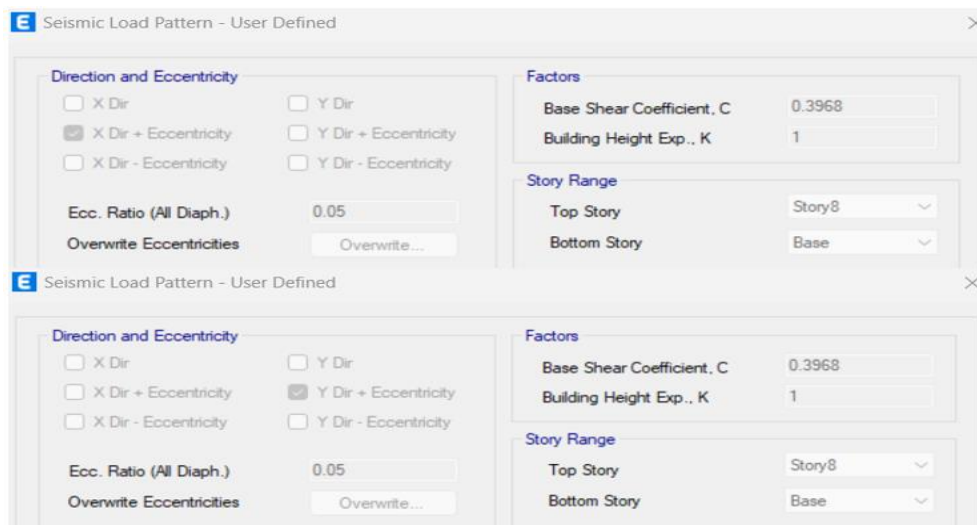 E Seismic Load Pattern - User Defined
Direction and Eccentricity
X Dir Y Dir
X Dir + Eccentricity Y Dir + Eccentricity
X Dir - Eccentricity Y Dir - Eccentricity
Ecc. Ratio (All Diaph.) 0.05
Overwrite Eccentricities Overwrite...
Factors
Base Shear Coefficient, C 0.3968
Building Height Exp., K 1
Story Range
Top Story Story8
Bottom Story Base
E Seismic Load Pattern - User Defined
Direction and Eccentricity
X Dir Y Dir
X Dir + Eccentricity Y Dir + Eccentricity
X Dir - Eccentricity Y Dir - Eccentricity
Ecc. Ratio (All Diaph.) 0.05
Overwrite Eccentricities Overwrite...
Factors
Base Shear Coefficient, C 0.3968
Building Height Exp., K 1
Story Range
Top Story Story8
Bottom Story Base